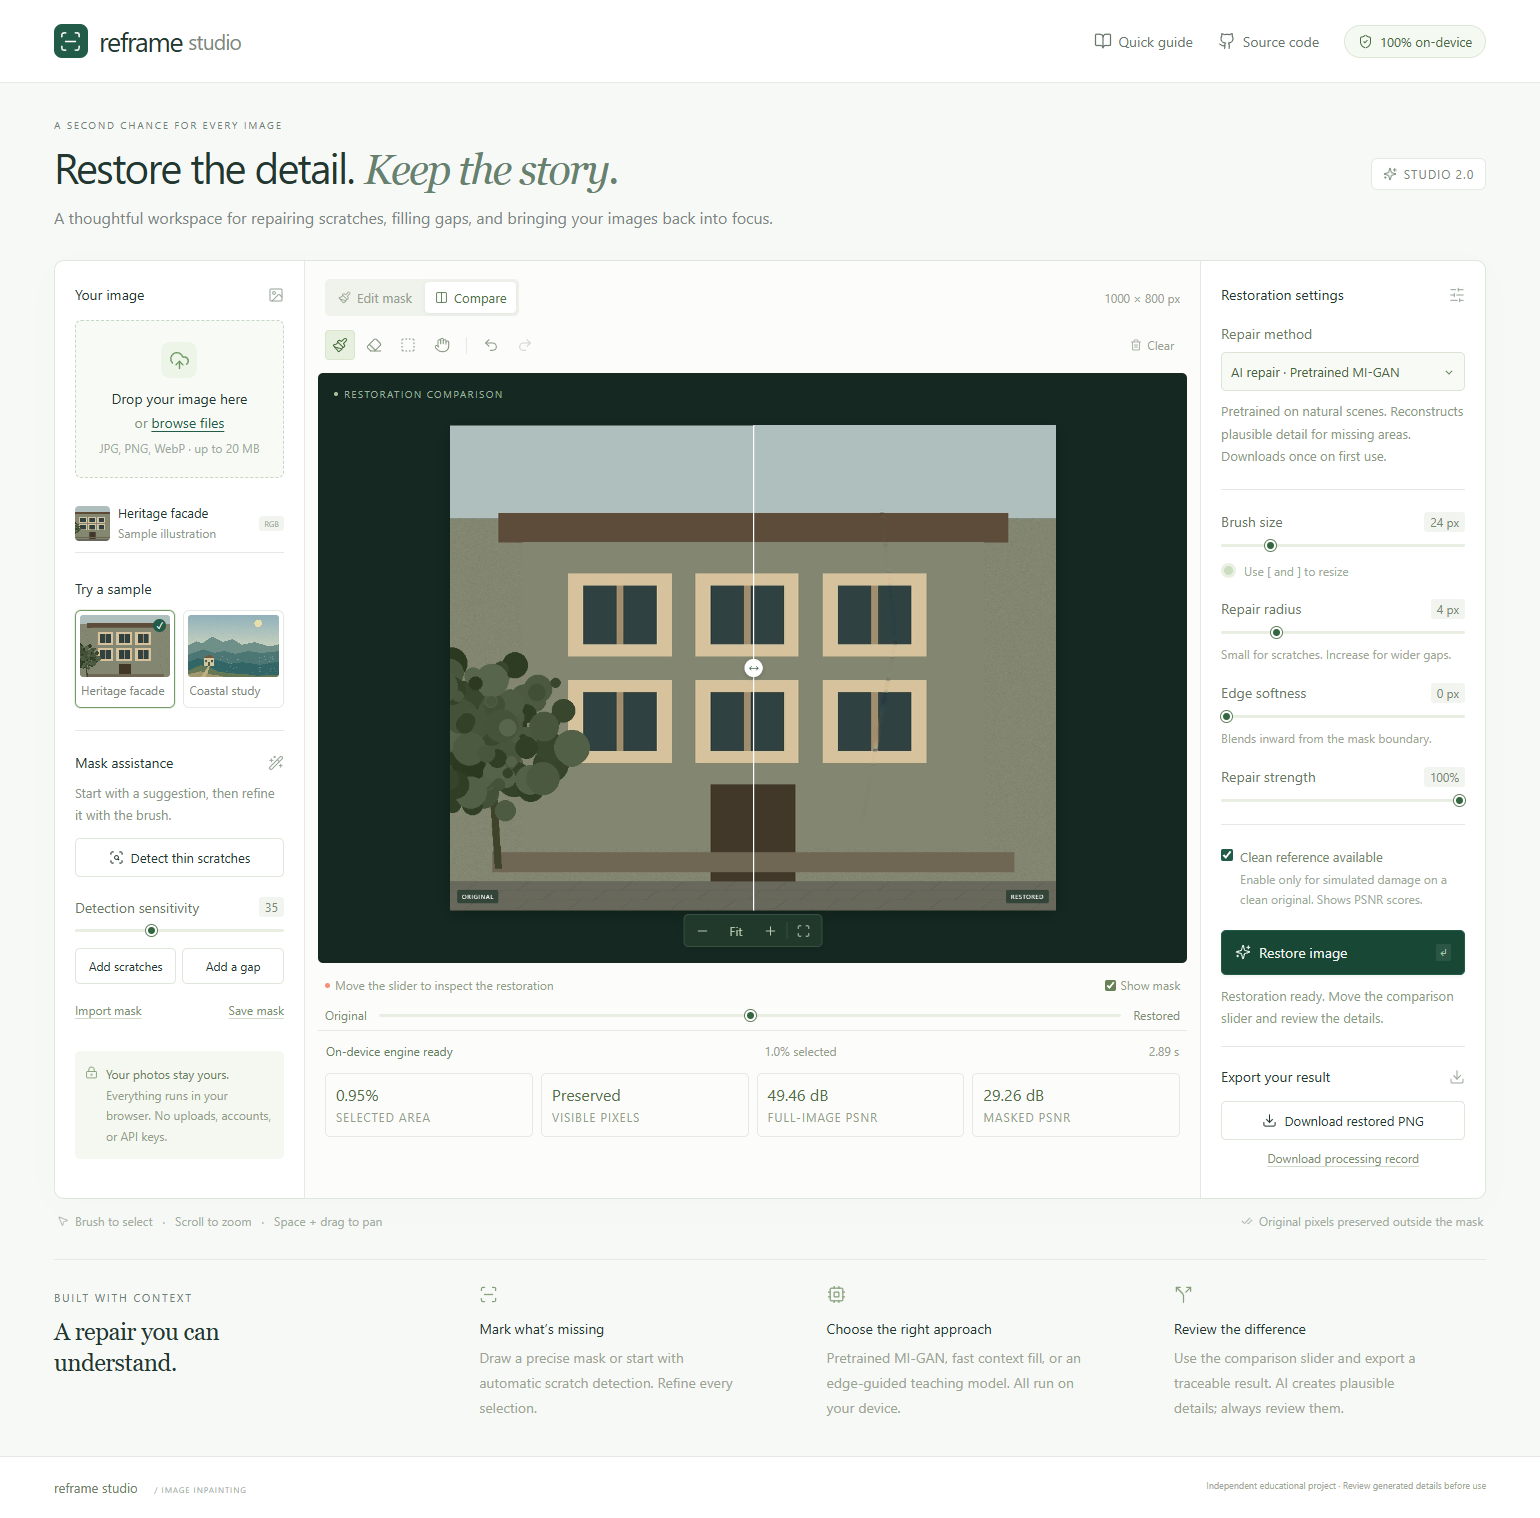 reframe studio
Quick guide
Source code
100% on-device
A SECOND CHANCE FOR EVERY IMAGE
Restore the detail. Keep the story.
STUDIO 2.0
A thoughtful workspace for repairing scratches, filling gaps, and bringing your images back into focus.
Your image
Drop your image here
or browse files
JPG, PNG, WebP · up to 20 MB
Heritage facade
Sample illustration
RGB
Try a sample
Heritage facade
Coastal study
Mask assistance
Start with a suggestion, then refine
it with the brush.
Detect thin scratches
Detection sensitivity
35
Add scratches
Add a gap
Import mask
Save mask
Your photos stay yours.
Everything runs in your
browser. No uploads, accounts,
or API keys.
Edit mask
Compare
1000 × 800 px
Clear
RESTORATION COMPARISON
ORIGINAL
RESTORED
Fit
Move the slider to inspect the restoration
Show mask
Original
Restored
On-device engine ready
1.0% selected
2.89 s
0.95%
SELECTED AREA
Preserved
VISIBLE PIXELS
49.46 dB
FULL-IMAGE PSNR
29.26 dB
MASKED PSNR
Restoration settings
Repair method
AI repair · Pretrained MI-GAN
Pretrained on natural scenes. Reconstructs
plausible detail for missing areas.
Downloads once on first use.
Brush size
24 px
Use [ and ] to resize
Repair radius
4 px
Small for scratches. Increase for wider gaps.
Edge softness
0 px
Blends inward from the mask boundary.
Repair strength
100%
Clean reference available
Enable only for simulated damage on a
clean original. Shows PSNR scores.
Restore image
Restoration ready. Move the comparison
slider and review the details.
Export your result
Download restored PNG
Download processing record
Brush to select · Scroll to zoom · Space + drag to pan
Original pixels preserved outside the mask
BUILT WITH CONTEXT
A repair you can
understand.
Mark what's missing
Draw a precise mask or start with
automatic scratch detection. Refine every
selection.
Choose the right approach
Pretrained MI-GAN, fast context fill, or an
edge-guided teaching model. All run on
your device.
Review the difference
Use the comparison slider and export a
traceable result. AI creates plausible
details; always review them.
reframe studio
/ IMAGE INPAINTING
Independent educational project · Review generated details before use